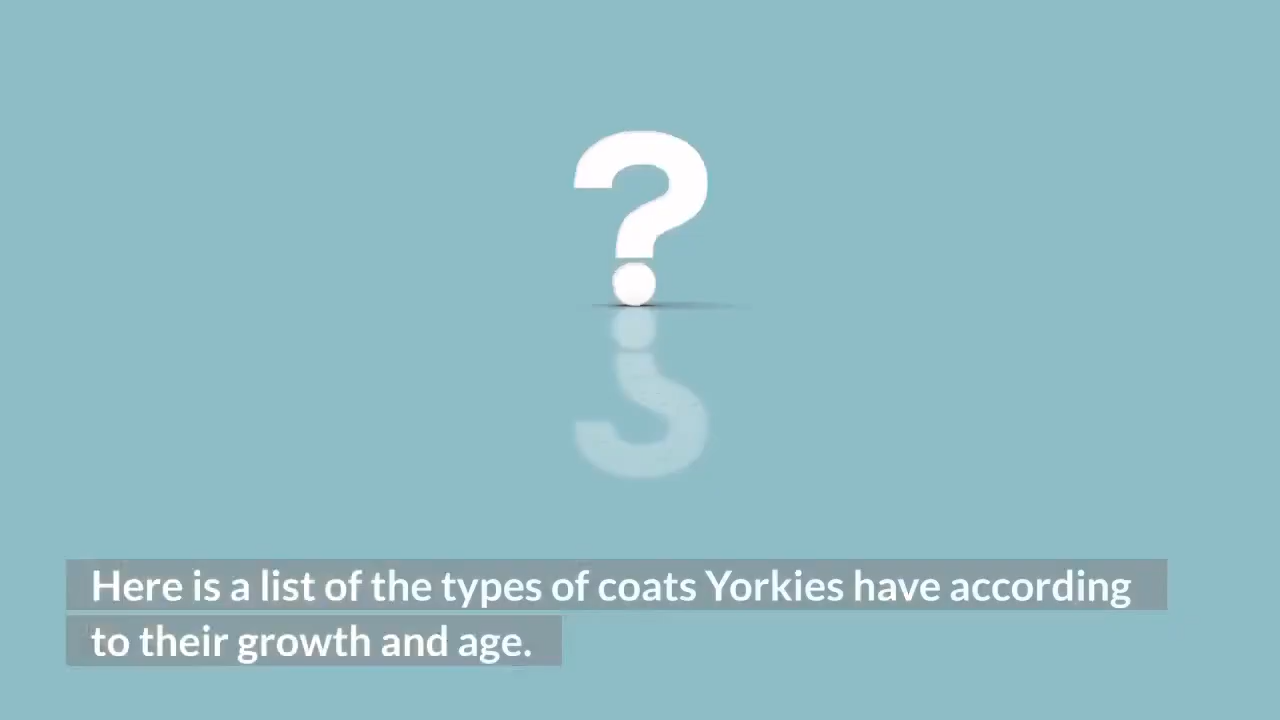 ?
Here is a list of the types of coats Yorkies have according
to their growth and age.